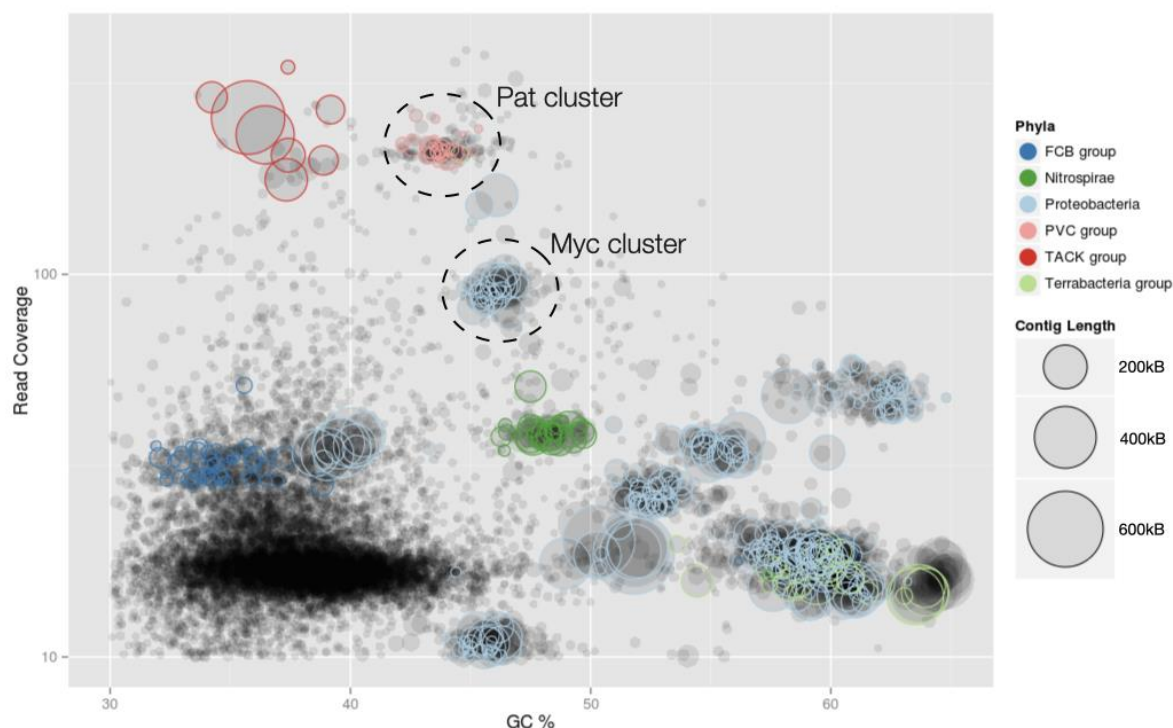 Pat cluster
Myc cluster
100
10
Read Coverage
30
40
50
60
GC %
Phyla
FCB group
Nitrospirae
Proteobacteria
PVC group
TACK group
Terrabacteria group
Contig Length
200kB
400kB
600kB